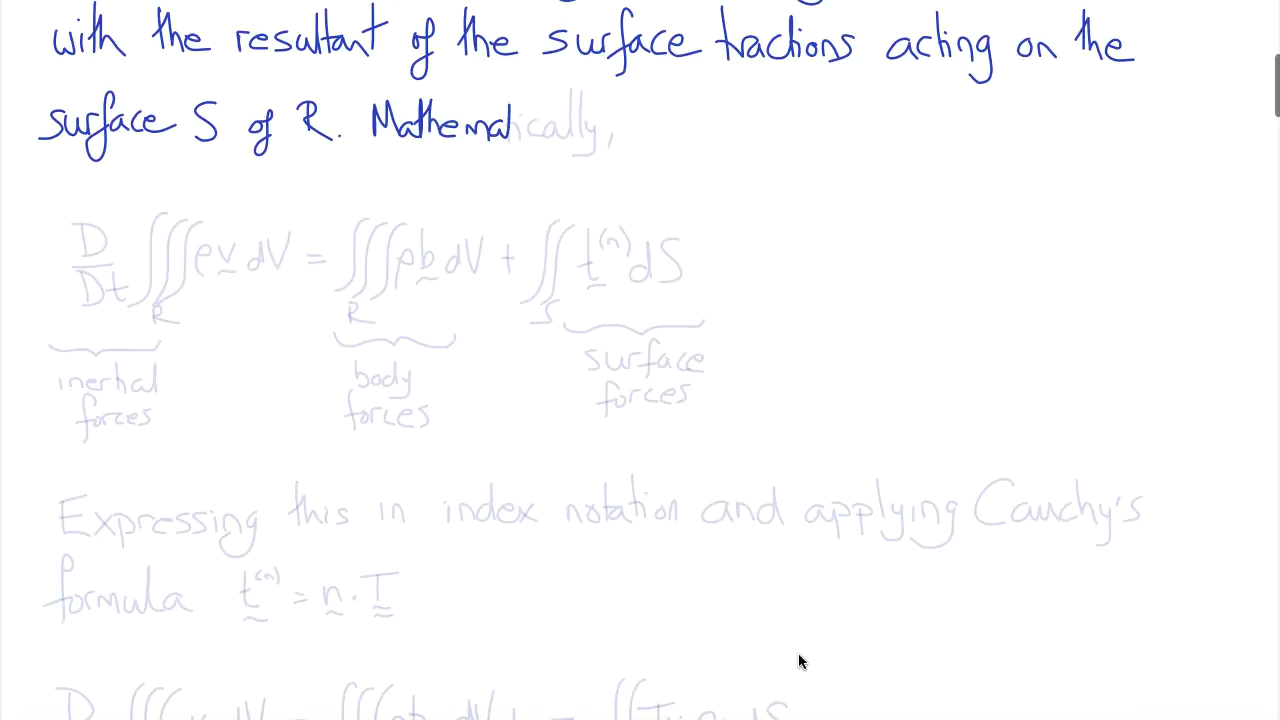 with the resultant of the surface tractions acting on the
surface S of R. Mathematically,
D/Dt ∭_R ρv̰ dV = ∭_R ρb̰ dV + ∬_S t̰⁽ⁿ⁾ dS
inertial forces
body forces
surface forces
Expressing this in index notation and applying Cauchy's
formula t̰⁽ⁿ⁾ = n̰ · T̰̰